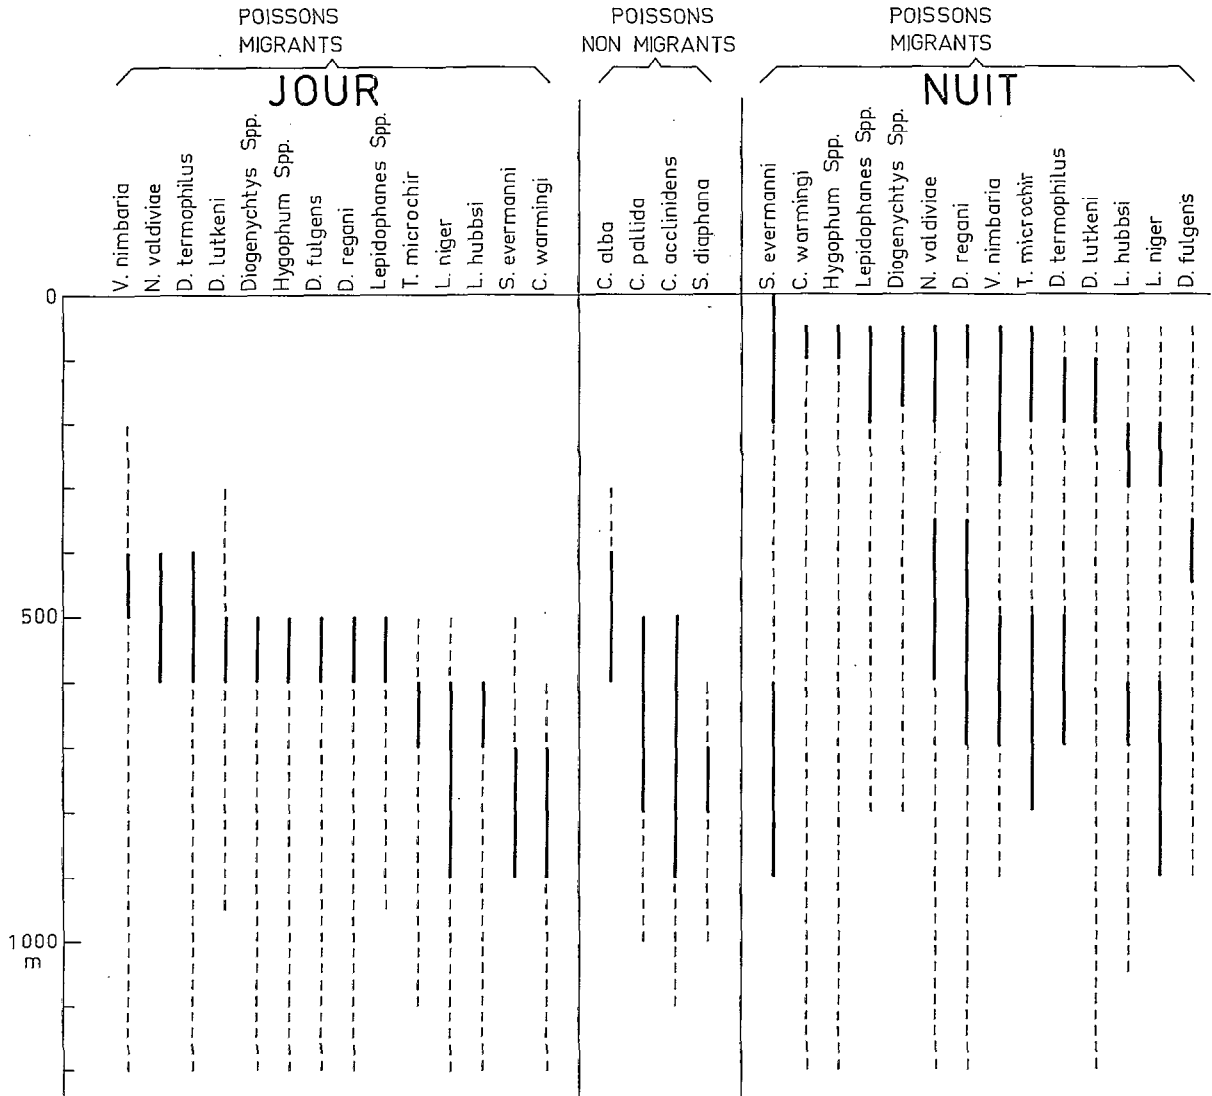 POISSONS
MIGRANTS
POISSONS
NON MIGRANTS
POISSONS
MIGRANTS
JOUR
NUIT
V. nimbaria
N. valdiviae
D. termophilus
D. lutkeni
Diogenychtys Spp.
Hygophum Spp.
D. fulgens
D. regani
Lepidophanes Spp.
T. microchir
L. niger
L. hubbsi
S. evermanni
C. warmingi
C. alba
C. pallida
C. acclinidens
S. diaphana
S. evermanni
C. warmingi
Hygophum Spp.
Lepidophanes Spp.
Diogenychtys Spp.
N. valdiviae
D. regani
V. nimbaria
T. microchir
D. termophilus
D. lutkeni
L. hubbsi
L. niger
D. fulgens
0
500
1000
m